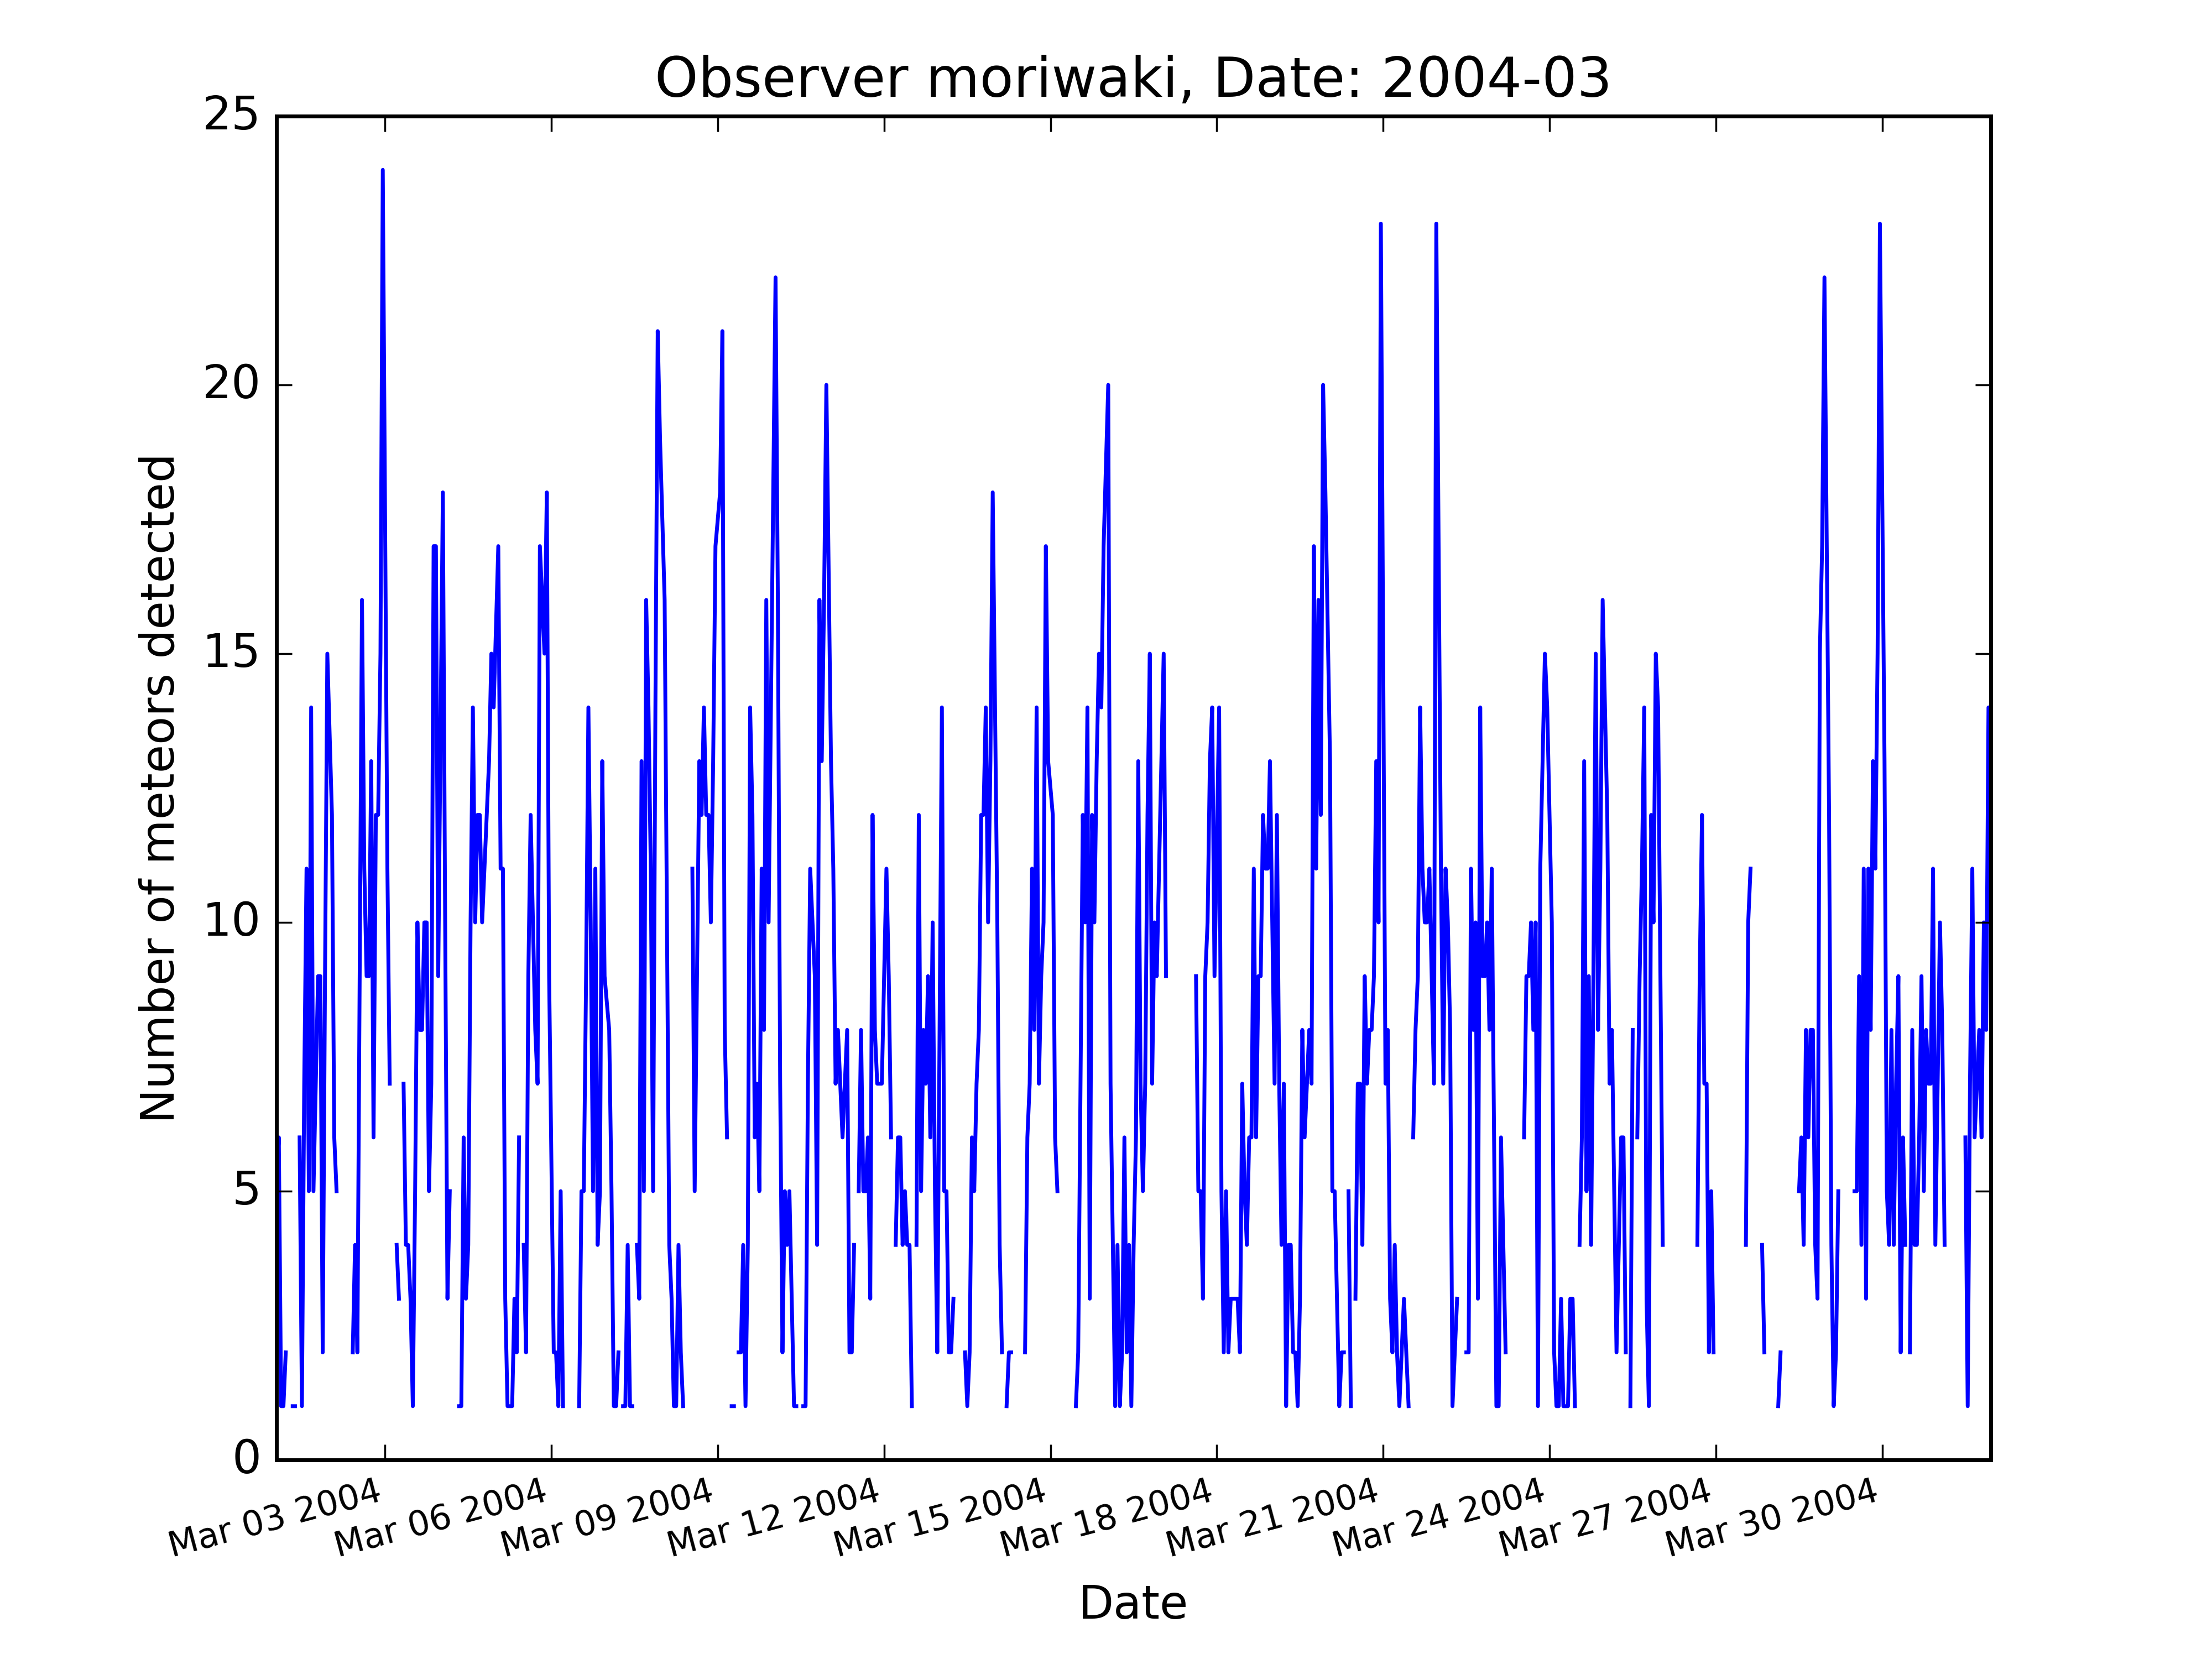 Observer moriwaki, Date: 2004-03
25
20
15
10
5
0
Number of meteors detected
Mar 03 2004
Mar 06 2004
Mar 09 2004
Mar 12 2004
Mar 15 2004
Mar 18 2004
Mar 21 2004
Mar 24 2004
Mar 27 2004
Mar 30 2004
Date